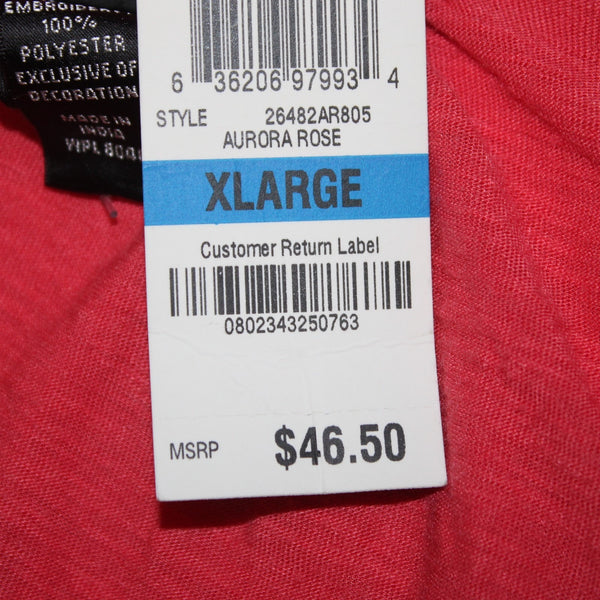 EMBROIDERY
100%
POLYESTER
EXCLUSIVE OF
DECORATION
MADE IN
INDIA
WPL
6 36206 97993 4
STYLE 26482AR805
AURORA ROSE
XLARGE
Customer Return Label
0802343250763
MSRP $46.50